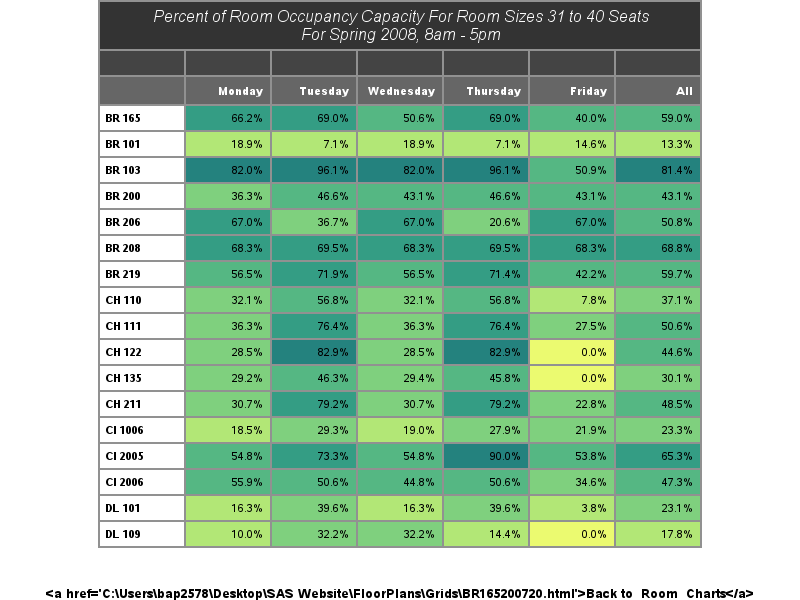 Percent of Room Occupancy Capacity For Room Sizes 31 to 40 Seats
For Spring 2008, 8am - 5pm
Monday Tuesday Wednesday Thursday Friday All
BR 165 66.2% 69.0% 50.6% 69.0% 40.0% 59.0%
BR 101 18.9% 7.1% 18.9% 7.1% 14.6% 13.3%
BR 103 82.0% 96.1% 82.0% 96.1% 50.9% 81.4%
BR 200 36.3% 46.6% 43.1% 46.6% 43.1% 43.1%
BR 206 67.0% 36.7% 67.0% 20.6% 67.0% 50.8%
BR 208 68.3% 69.5% 68.3% 69.5% 68.3% 68.8%
BR 219 56.5% 71.9% 56.5% 71.4% 42.2% 59.7%
CH 110 32.1% 56.8% 32.1% 56.8% 7.8% 37.1%
CH 111 36.3% 76.4% 36.3% 76.4% 27.5% 50.6%
CH 122 28.5% 82.9% 28.5% 82.9% 0.0% 44.6%
CH 135 29.2% 46.3% 29.4% 45.8% 0.0% 30.1%
CH 211 30.7% 79.2% 30.7% 79.2% 22.8% 48.5%
CI 1006 18.5% 29.3% 19.0% 27.9% 21.9% 23.3%
CI 2005 54.8% 73.3% 54.8% 90.0% 53.8% 65.3%
CI 2006 55.9% 50.6% 44.8% 50.6% 34.6% 47.3%
DL 101 16.3% 39.6% 16.3% 39.6% 3.8% 23.1%
DL 109 10.0% 32.2% 32.2% 14.4% 0.0% 17.8%
<a href='C:\Users\bap2578\Desktop\SAS Website\FloorPlans\Grids\BR165200720.html'>Back to Room Charts</a>